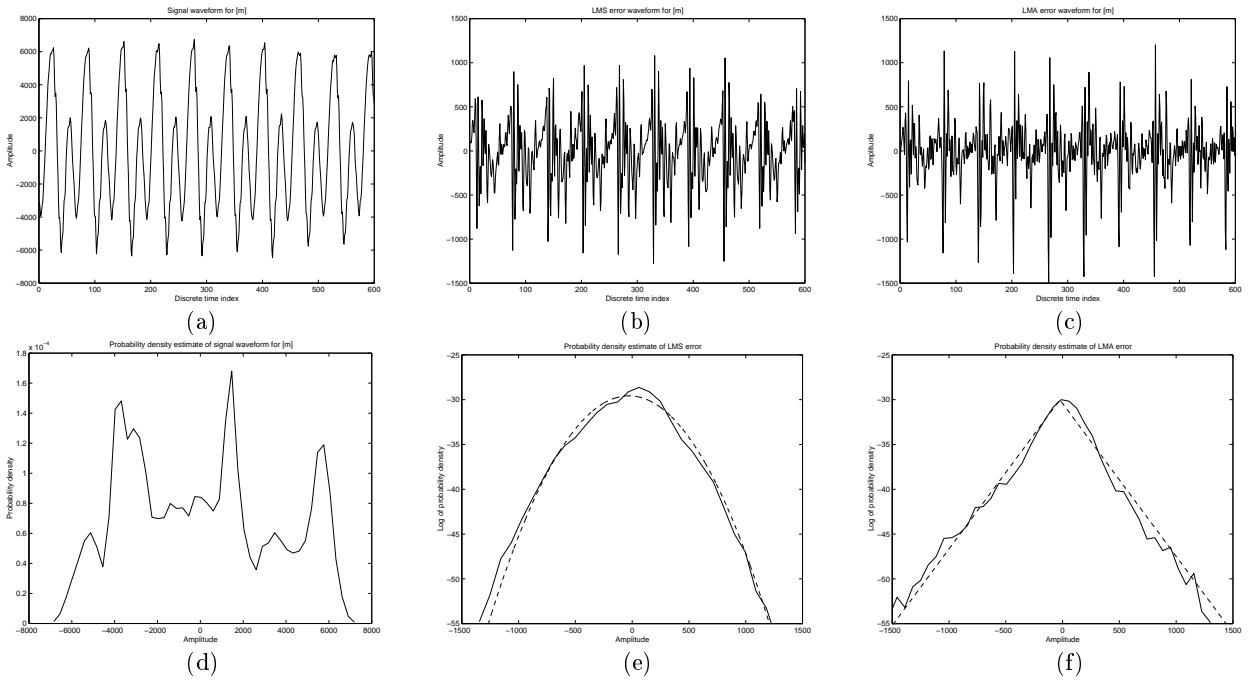 Signal waveform for [m]
8000
6000
4000
2000
0
−2000
−4000
−6000
−8000
Amplitude
0 100 200 300 400 500 600
Discrete time index
(a)
LMS error waveform for [m]
1500
1000
500
0
−500
−1000
−1500
Amplitude
0 100 200 300 400 500 600
Discrete time index
(b)
LMA error waveform for [m]
1500
1000
500
0
−500
−1000
−1500
Amplitude
0 100 200 300 400 500 600
Discrete time index
(c)
Probability density estimate of signal waveform for [m]
x 10⁻⁴
1.8
1.6
1.4
1.2
1
0.8
0.6
0.4
0.2
0
Probability density
−8000 −6000 −4000 −2000 0 2000 4000 6000 8000
Amplitude
(d)
Probability density estimate of LMS error
−25
−30
−35
−40
−45
−50
−55
Log of probability density
−1500 −1000 −500 0 500 1000 1500
Amplitude
(e)
Probability density estimate of LMA error
−25
−30
−35
−40
−45
−50
−55
Log of probability density
−1500 −1000 −500 0 500 1000 1500
Amplitude
(f)